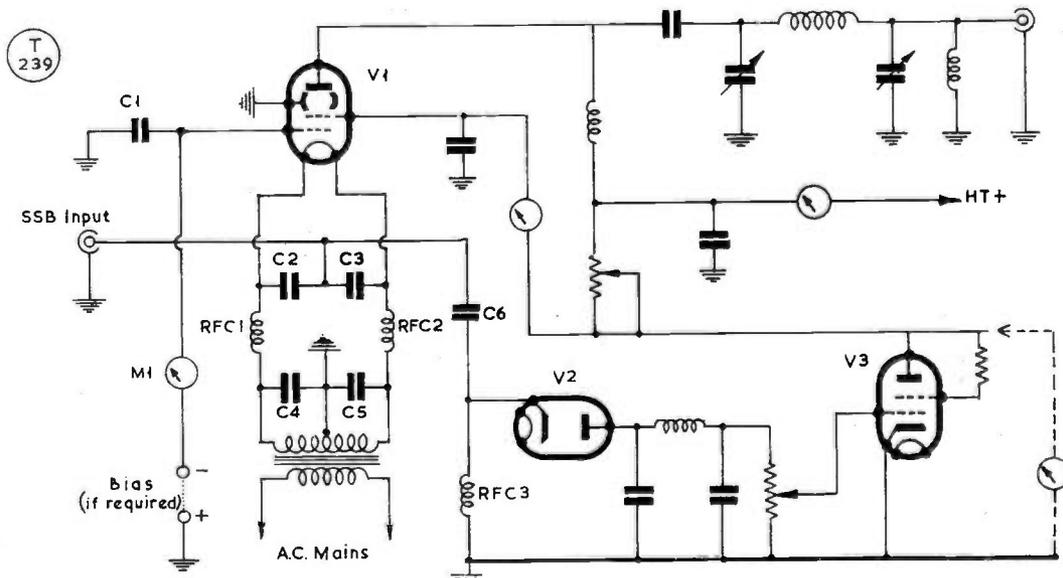 T
239
C1
V1
SSB Input
C2
C3
HT+
RFC1
RFC2
C6
M1
C4
C5
V2
V3
RFC3
Bias
(if required)
-
+
A.C. Mains